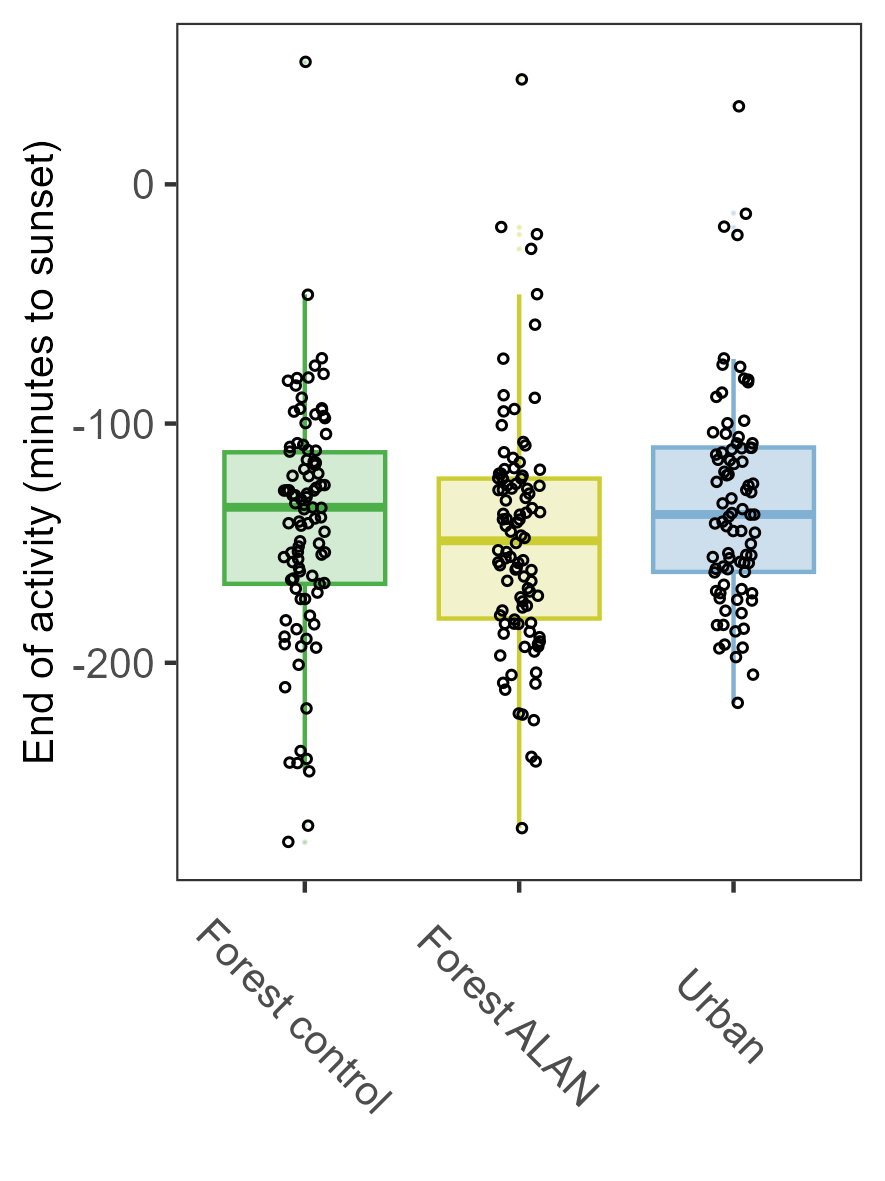 End of activity (minutes to sunset)
0
-100
-200
Forest control
Forest ALAN
Urban